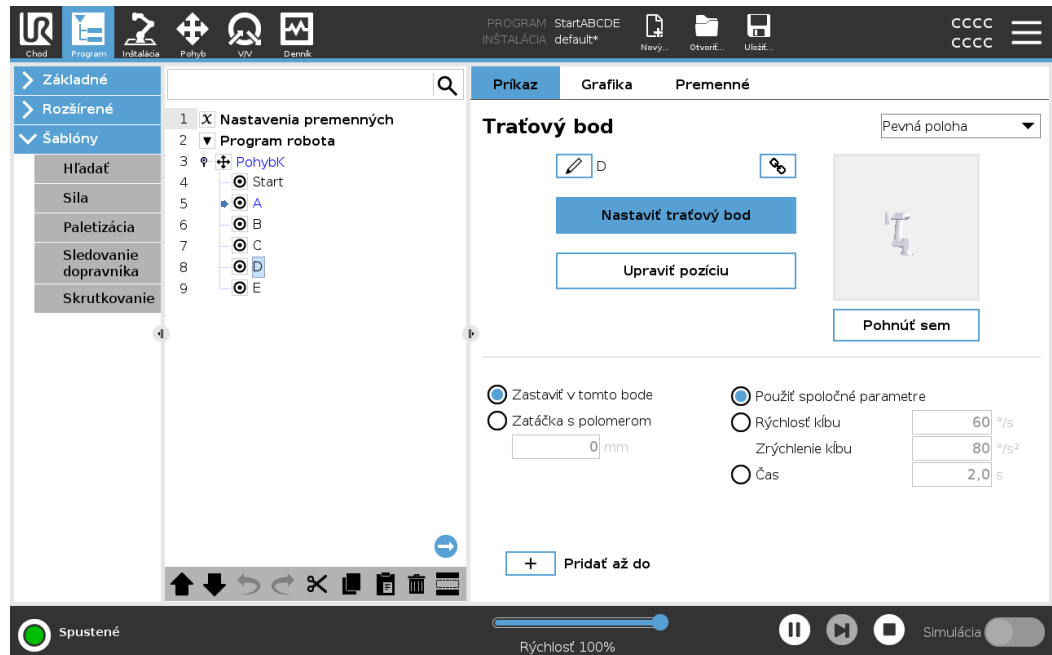 PROGRAM StartABCDE
INŠTALÁCIA default*
UR
Chod
Program
Inštalácia
Pohyb
V/V
Denník
Nový...
Otvoriť...
Uložiť...
CCCC
CCCC
Základné
Rozšírené
Šablóny
Hľadať
Sila
Paletizácia
Sledovanie
dopravníka
Skrutkovanie
1 X Nastavenia premenných
2 Program robota
3 PohybK
4 Start
5 A
6 B
7 C
8 D
9 E
Príkaz
Grafika
Premenné
Traťový bod
Pevná poloha
D
Nastaviť traťový bod
Upraviť pozíciu
Pohnúť sem
Zastaviť v tomto bode
Zatáčka s polomerom
0 mm
Použiť spoločné parametre
Rýchlosť kĺbu 60 °/s
Zrýchlenie kĺbu 80 °/s²
Čas 2,0 s
+ Pridať až do
Spustené
Rýchlosť 100%
Simulácia